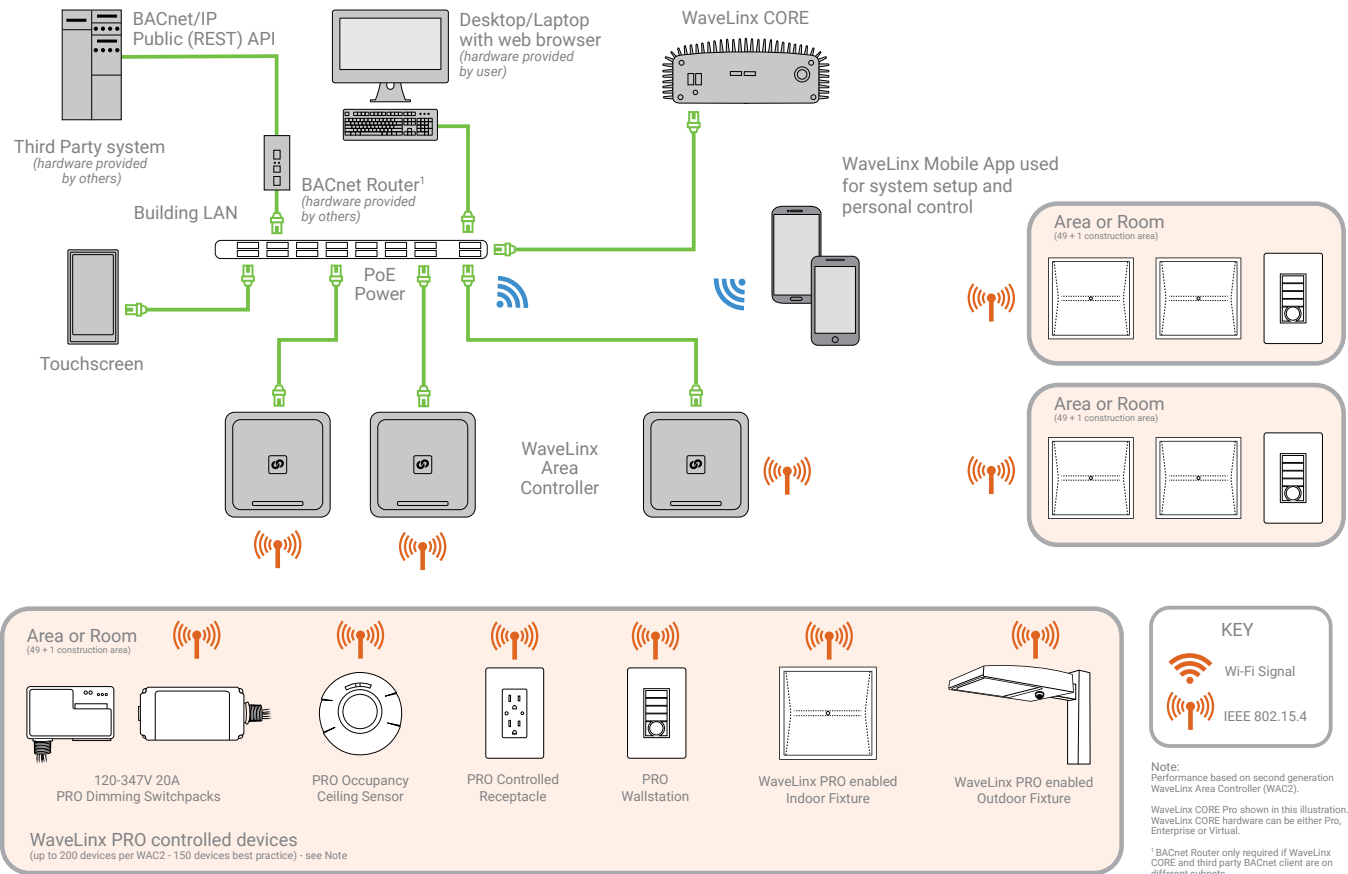 BACnet/IP
Public (REST) API
Desktop/Laptop
with web browser
(hardware provided
by user)
WaveLinx CORE
Third Party system
(hardware provided
by others)
BACnet Router1
(hardware provided
by others)
Building LAN
PoE
Power
Touchscreen
WaveLinx Mobile App used
for system setup and
personal control
Area or Room
(49 + 1 construction area)
Area or Room
(49 + 1 construction area)
WaveLinx
Area
Controller
Area or Room
(49 + 1 construction area)
120-347V 20A
PRO Dimming Switchpacks
PRO Occupancy
Ceiling Sensor
PRO Controlled
Receptacle
PRO
Wallstation
WaveLinx PRO enabled
Indoor Fixture
WaveLinx PRO enabled
Outdoor Fixture
WaveLinx PRO controlled devices
(up to 200 devices per WAC2 - 150 devices best practice) - see Note
KEY
Wi-Fi Signal
IEEE 802.15.4
Note:
Performance based on second generation
WaveLinx Area Controller (WAC2).
WaveLinx CORE Pro shown in this illustration.
WaveLinx CORE hardware can be either Pro,
Enterprise or Virtual.
1 BACnet Router only required if WaveLinx
CORE and third party BACnet client are on
different subnets